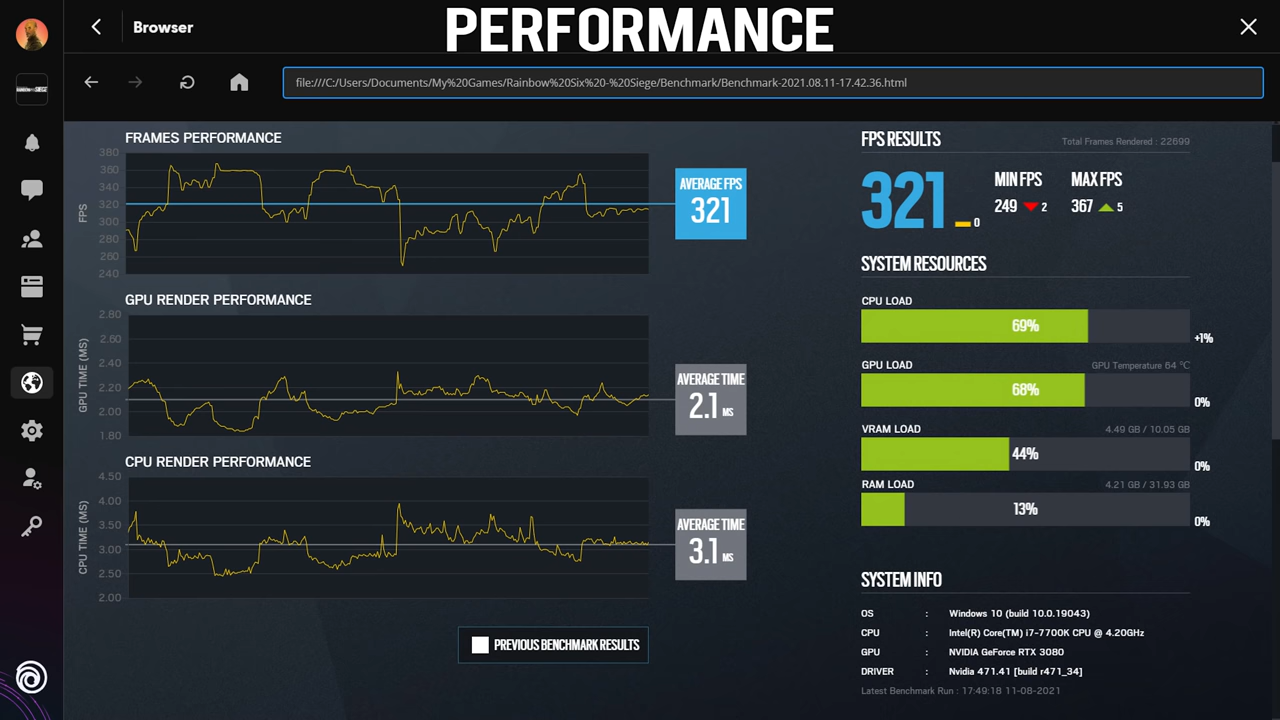 PERFORMANCE
Browser
file:///C:/Users/Documents/My%20Games/Rainbow%20Six%20-%20Siege/Benchmark/Benchmark-2021.08.11-17.42.36.html
FRAMES PERFORMANCE
380
360
340
320
300
280
260
240
FPS
AVERAGE FPS
321
GPU RENDER PERFORMANCE
2.80
2.60
2.40
2.20
2.00
1.80
GPU TIME (MS)
AVERAGE TIME
2.1 MS
CPU RENDER PERFORMANCE
4.50
4.00
3.50
3.00
2.50
2.00
CPU TIME (MS)
AVERAGE TIME
3.1 MS
PREVIOUS BENCHMARK RESULTS
FPS RESULTS
Total Frames Rendered : 22699
321 0
MIN FPS
249 2
MAX FPS
367 5
SYSTEM RESOURCES
CPU LOAD
69%
+1%
GPU LOAD
GPU Temperature 64 °C
68%
0%
VRAM LOAD
4.49 GB / 10.05 GB
44%
0%
RAM LOAD
4.21 GB / 31.93 GB
13%
0%
SYSTEM INFO
OS : Windows 10 (build 10.0.19043)
CPU : Intel(R) Core(TM) i7-7700K CPU @ 4.20GHz
GPU : NVIDIA GeForce RTX 3080
DRIVER : Nvidia 471.41 [build r471_34]
Latest Benchmark Run : 17:49:18 11-08-2021